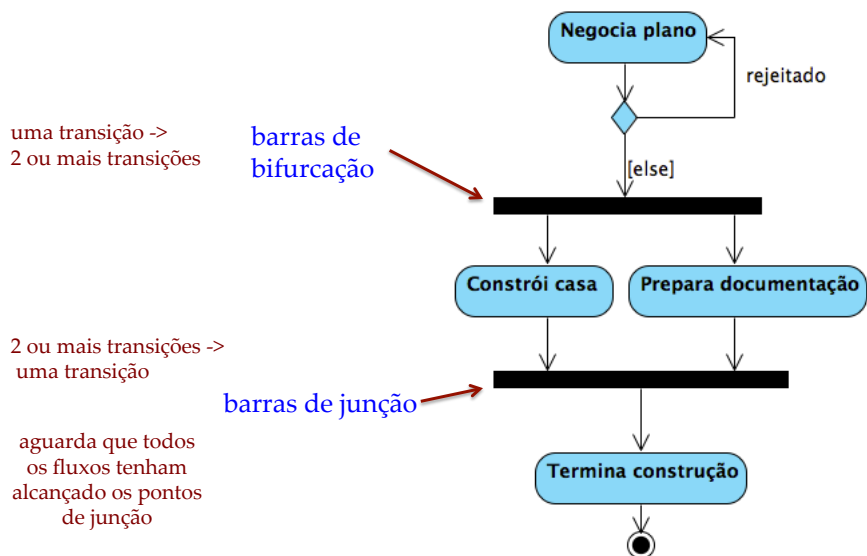 Negocia plano
rejeitado
uma transição ->
2 ou mais transições
barras de
bifurcação
[else]
Constrói casa
Prepara documentação
2 ou mais transições ->
uma transição
barras de junção
aguarda que todos
os fluxos tenham
alcançado os pontos
de junção
Termina construção